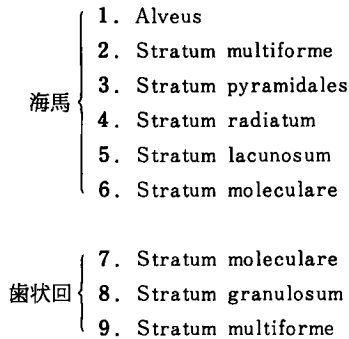 海馬
1. Alveus
2. Stratum multiforme
3. Stratum pyramidales
4. Stratum radiatum
5. Stratum lacunosum
6. Stratum moleculare
歯状回
7. Stratum moleculare
8. Stratum granulosum
9. Stratum multiforme